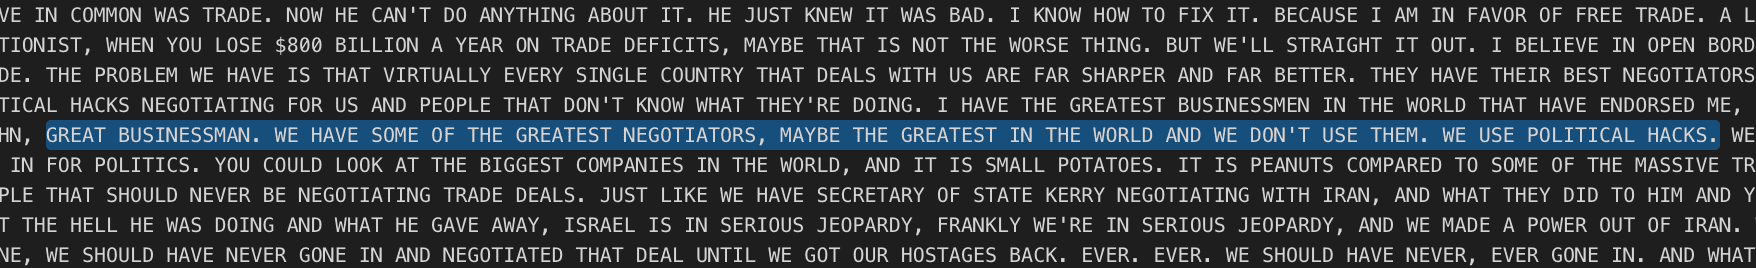 VE IN COMMON WAS TRADE. NOW HE CAN'T DO ANYTHING ABOUT IT. HE JUST KNEW IT WAS BAD. I KNOW HOW TO FIX IT. BECAUSE I AM IN FAVOR OF FREE TRADE. A L
TIONIST, WHEN YOU LOSE $800 BILLION A YEAR ON TRADE DEFICITS, MAYBE THAT IS NOT THE WORSE THING. BUT WE'LL STRAIGHT IT OUT. I BELIEVE IN OPEN BORD
DE. THE PROBLEM WE HAVE IS THAT VIRTUALLY EVERY SINGLE COUNTRY THAT DEALS WITH US ARE FAR SHARPER AND FAR BETTER. THEY HAVE THEIR BEST NEGOTIATORS
TICAL HACKS NEGOTIATING FOR US AND PEOPLE THAT DON'T KNOW WHAT THEY'RE DOING. I HAVE THE GREATEST BUSINESSMEN IN THE WORLD THAT HAVE ENDORSED ME,
HN, GREAT BUSINESSMAN. WE HAVE SOME OF THE GREATEST NEGOTIATORS, MAYBE THE GREATEST IN THE WORLD AND WE DON'T USE THEM. WE USE POLITICAL HACKS. WE
IN FOR POLITICS. YOU COULD LOOK AT THE BIGGEST COMPANIES IN THE WORLD, AND IT IS SMALL POTATOES. IT IS PEANUTS COMPARED TO SOME OF THE MASSIVE TR
PLE THAT SHOULD NEVER BE NEGOTIATING TRADE DEALS. JUST LIKE WE HAVE SECRETARY OF STATE KERRY NEGOTIATING WITH IRAN, AND WHAT THEY DID TO HIM AND Y
T THE HELL HE WAS DOING AND WHAT HE GAVE AWAY, ISRAEL IS IN SERIOUS JEOPARDY, FRANKLY WE'RE IN SERIOUS JEOPARDY, AND WE MADE A POWER OUT OF IRAN.
NE, WE SHOULD HAVE NEVER GONE IN AND NEGOTIATED THAT DEAL UNTIL WE GOT OUR HOSTAGES BACK. EVER. EVER. WE SHOULD HAVE NEVER, EVER GONE IN. AND WHAT